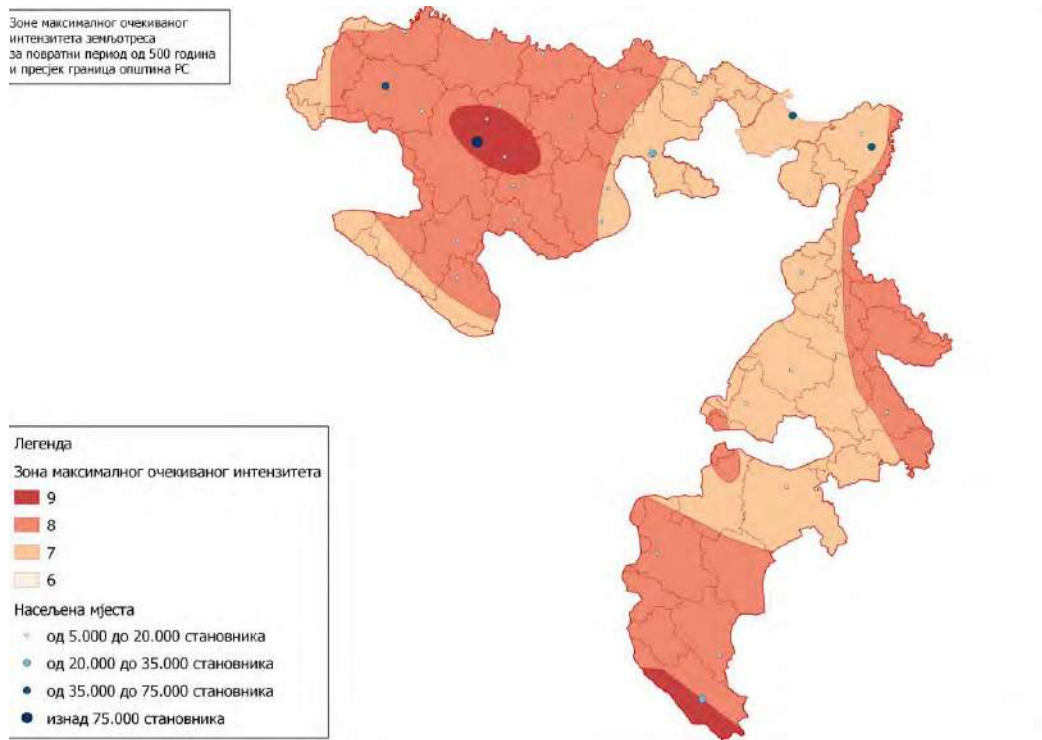 Зоне максималног очекиваног
интензитета земљотреса
за повратни период од 500 година
и пресјек граница општина РС
Легенда
Зона максималног очекиваног интензитета
9
8
7
6
Насељена мјеста
од 5.000 до 20.000 становника
од 20.000 до 35.000 становника
од 35.000 до 75.000 становника
изнад 75.000 становника